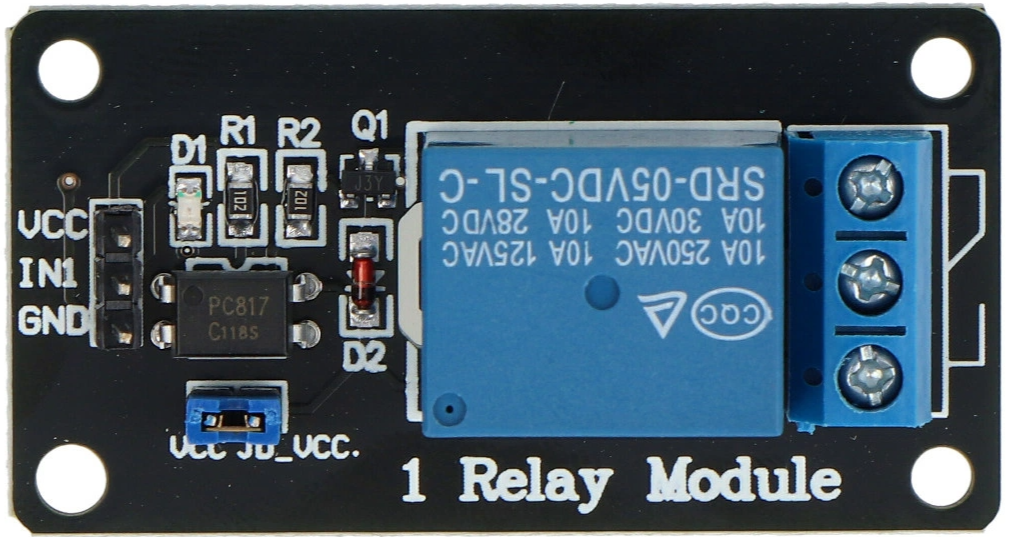 D1
R1
R2
Q1
102
102
J3Y
VCC
IN1
GND
PC817
C118S
D2
SRD-05VDC-SL-C
10A 30VDC 10A 28VDC
10A 250VAC 10A 125VAC
CQC
VCC JD_VCC.
1 Relay Module